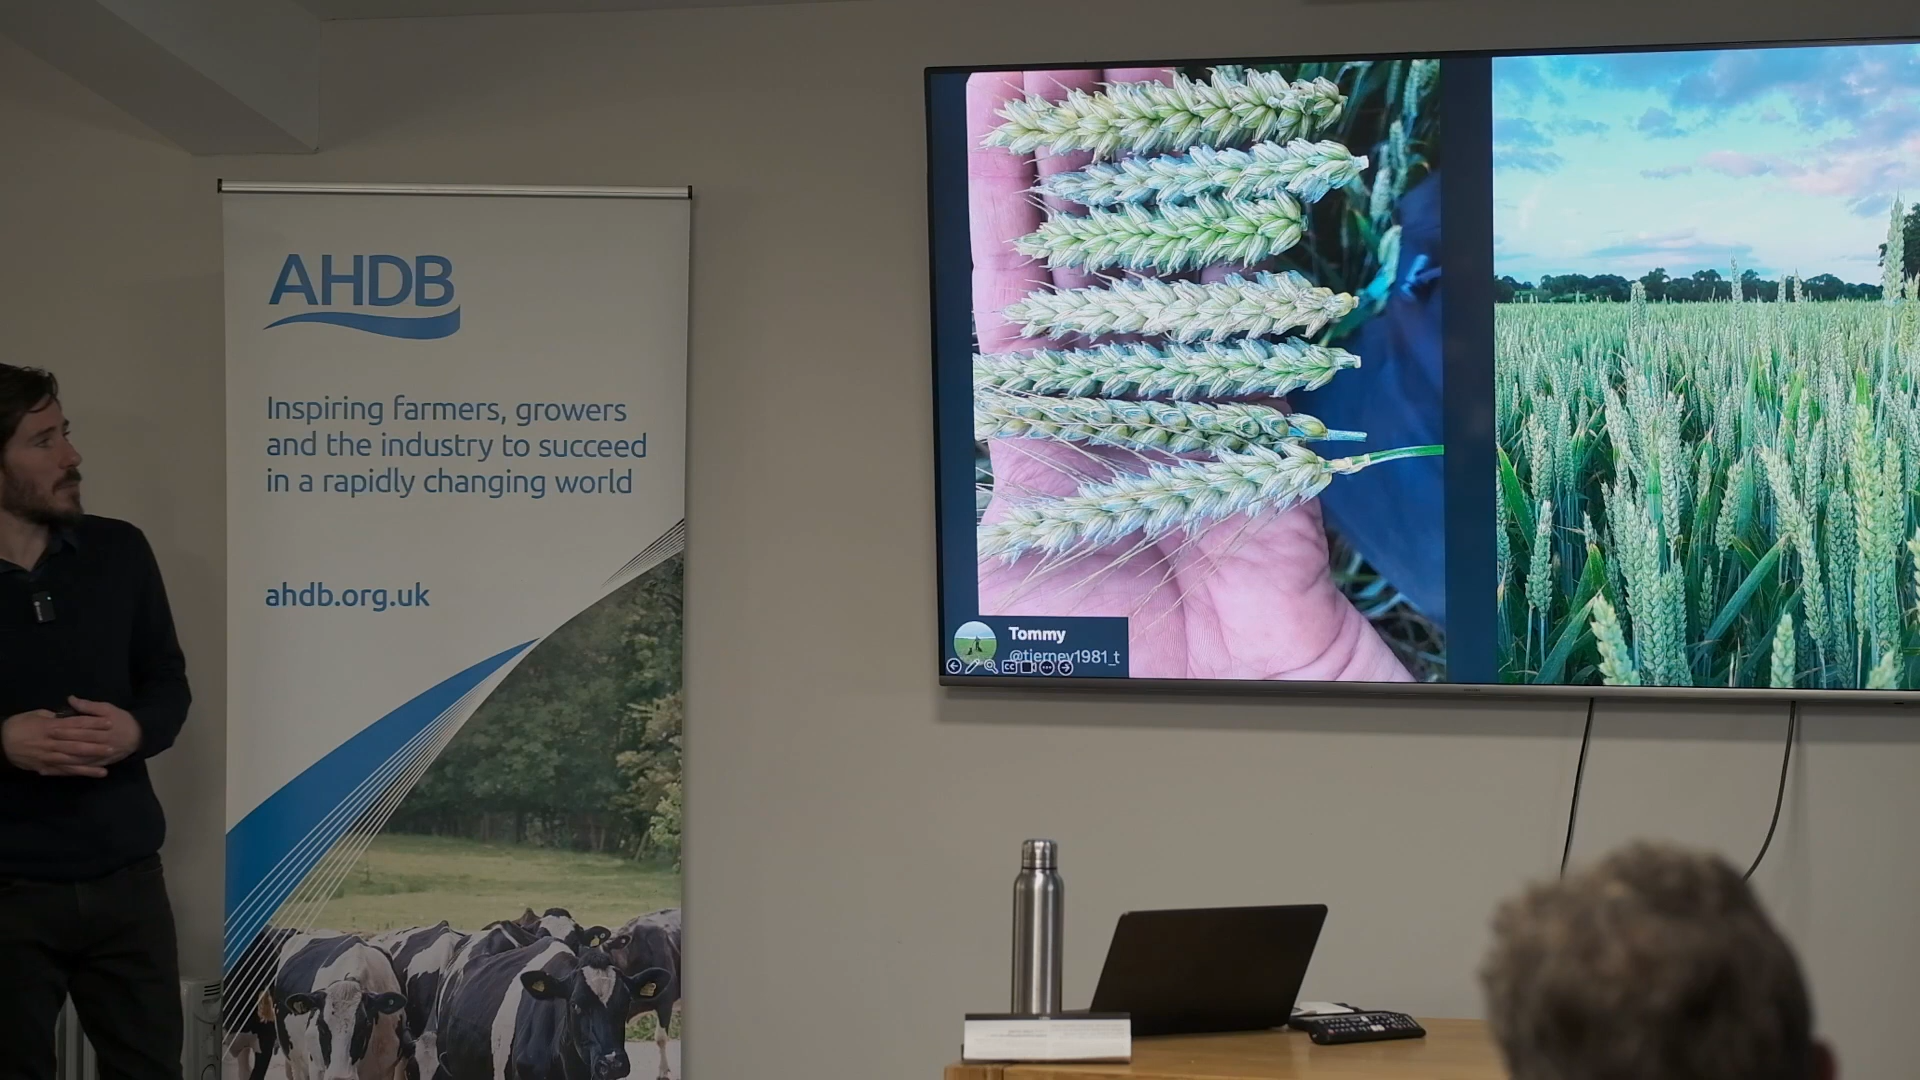 AHDB
Inspiring farmers, growers
and the industry to succeed
in a rapidly changing world
ahdb.org.uk
Tommy
@tierney1981_t